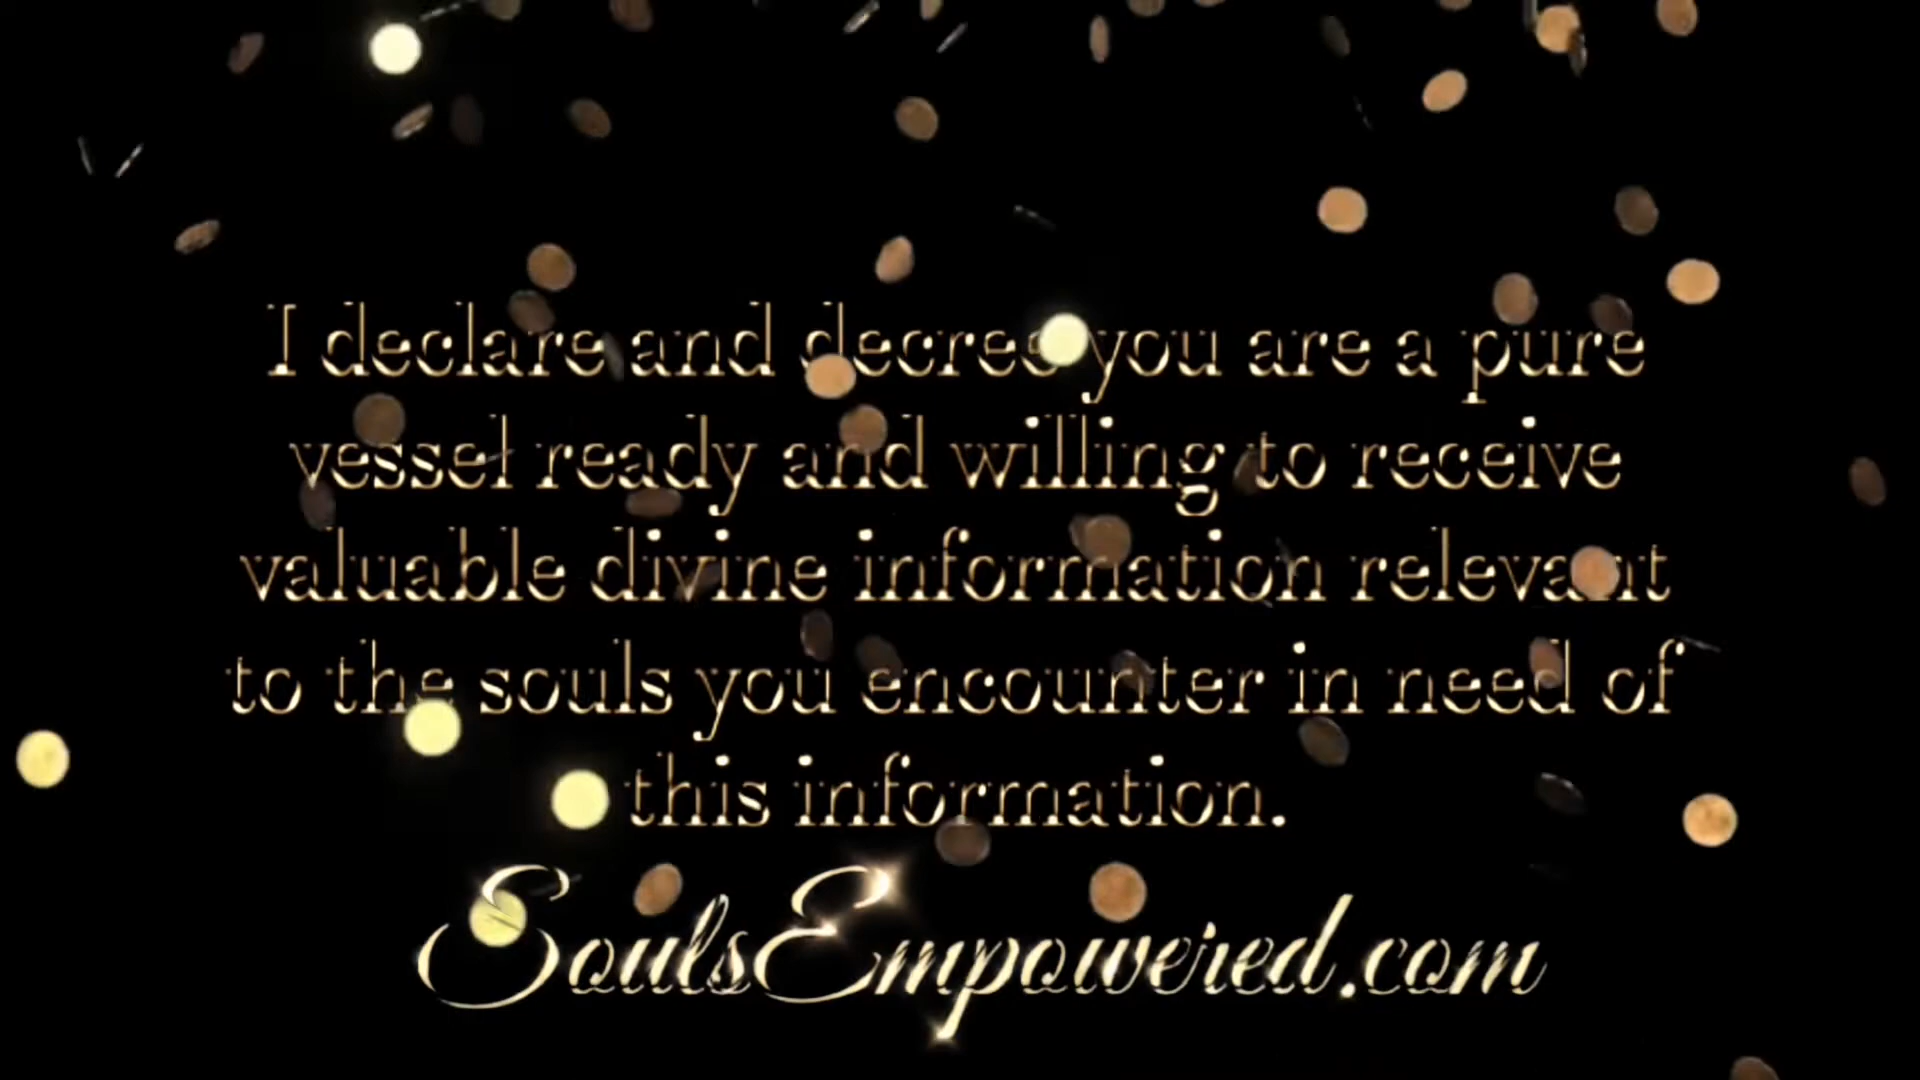 I declare and decree you are a pure
vessel ready and willing to receive
valuable divine information relevant
to the souls you encounter in need of
this information.
SoulsEmpowered.com